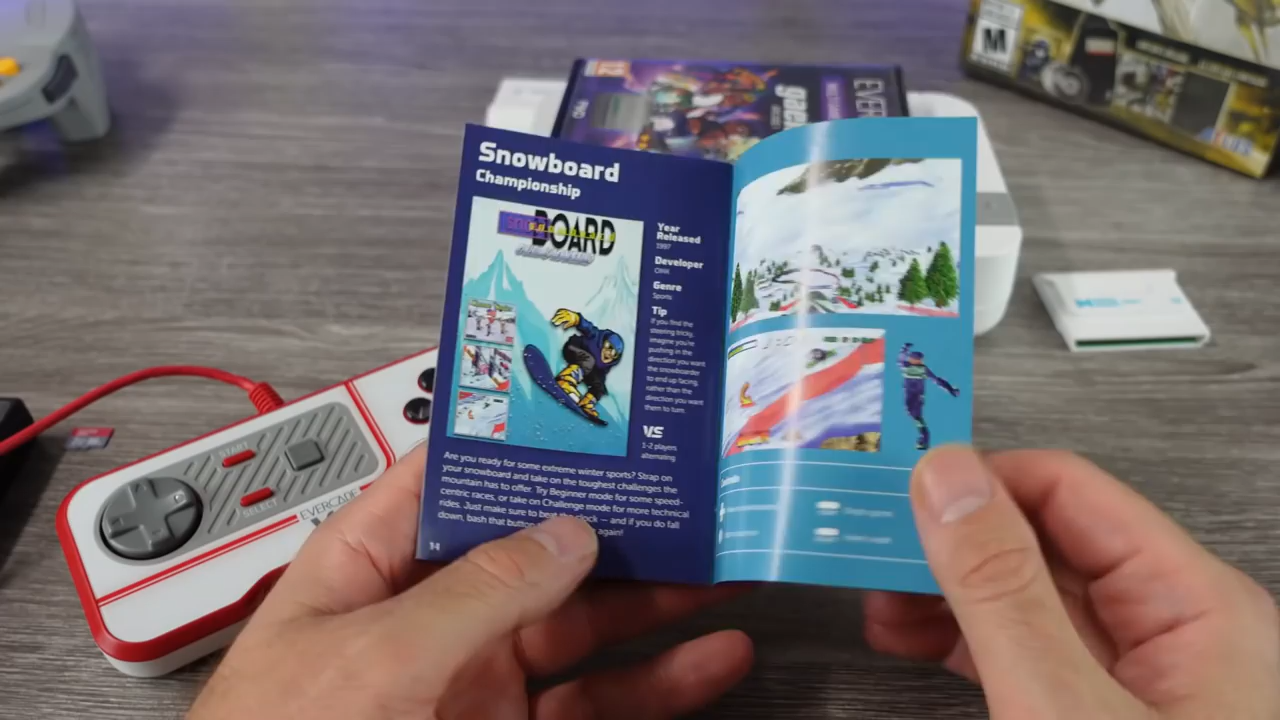 M
EVER
Snowboard
Championship
BOARD
Year
Released
1997
Developer
Genre
Sports
Tip
If you find the
steering tricky,
imagine you're
pushing in the
direction you want
the snowboarder
to end up facing,
rather than the
direction you want
them to turn.
VS
1-2 players
alternating
Are you ready for some extreme winter sports? Strap on
your snowboard and take on the toughest challenges the
mountain has to offer. Try Beginner mode for some speed-
centric races, or take on Challenge mode for more technical
rides. Just make sure to beat the clock – and if you do fall
down, bash that button again!
14
START
SELECT
EVERCADE